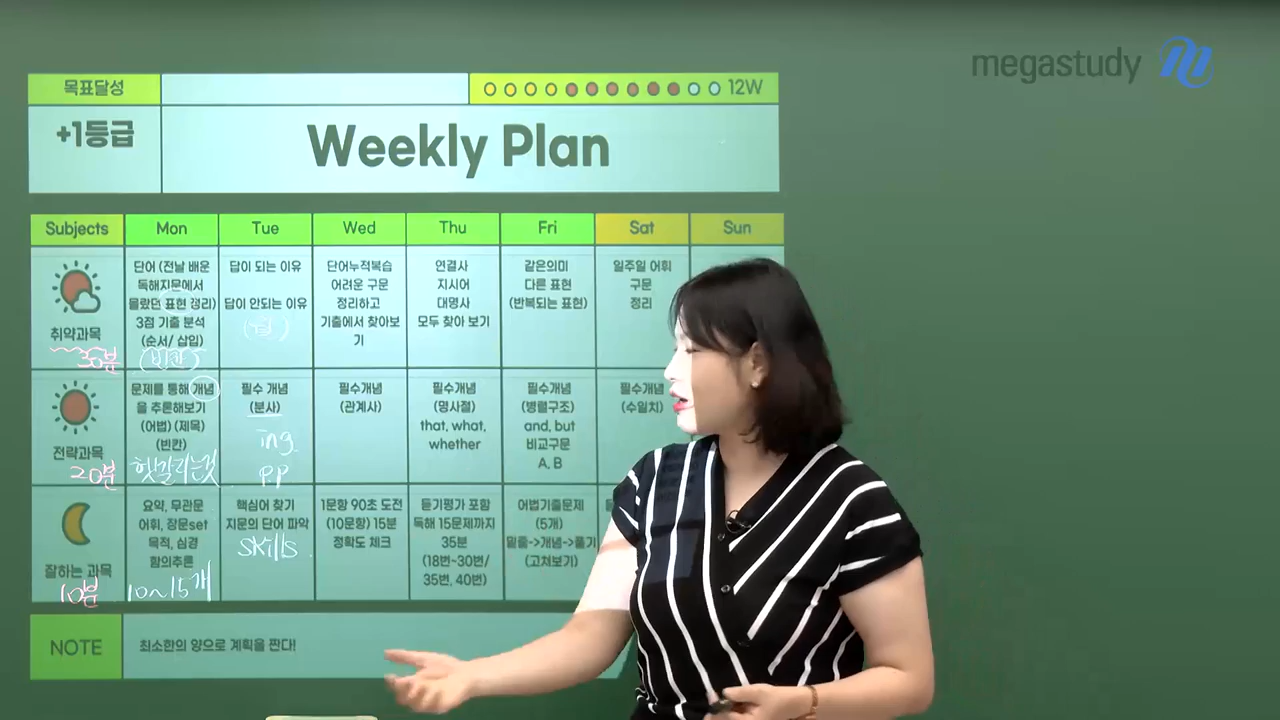 megastudy
목표달성
12W
+1등급
Weekly Plan
Subjects
Mon
Tue
Wed
Thu
Fri
Sat
Sun
취약과목
30분
단어 (전날 배운
독해지문에서
몰랐던 표현 정리)
3점 기출 분석
(순서/ 삽입)
(빈칸)
답이 되는 이유
답이 안되는 이유
단어누적복습
어려운 구문
정리하고
기출에서 찾아보
기
연결사
지시어
대명사
모두 찾아 보기
같은의미
다른 표현
(반복되는 표현)
일주일 어휘
구문
정리
전략과목
20분
문제를 통해 개념
을 추론해보기
(어법) (제목)
(빈칸)
헷갈리는것
필수 개념
(분사)
ing
p.p
필수개념
(관계사)
필수개념
(명사절)
that, what,
whether
필수개념
(병렬구조)
and, but
비교구문
A, B
필수개념
(수일치)
잘하는 과목
10분
요약, 무관문
어휘, 장문set
목적, 심경
함의추론
10~15개
핵심어 찾기
지문의 단어 파악
skills
1문항 90초 도전
(10문항) 15분
정확도 체크
듣기평가 포함
독해 15문제까지
35분
(18번~30번/
35번, 40번)
어법기출문제
(5개)
밑줄->개념->풀기
(고쳐보기)
NOTE
최소한의 양으로 계획을 짠다!